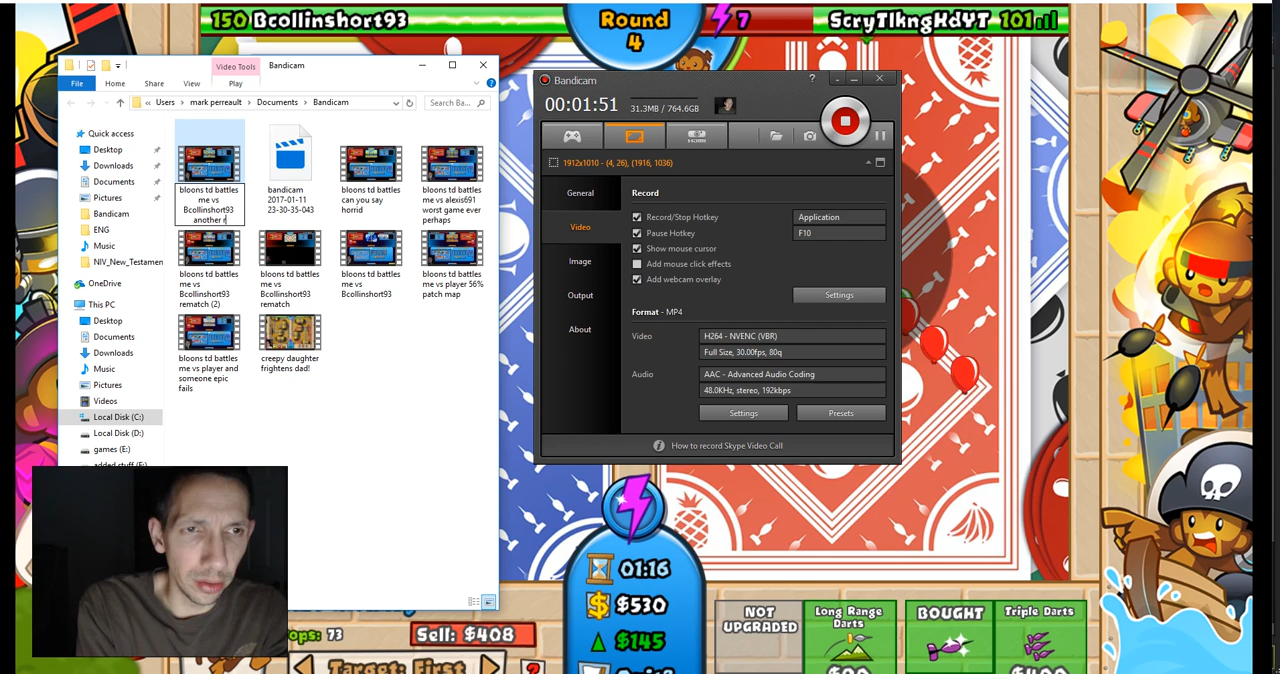 150 Bcollinshort93
Round
4
7
ScryTlkngHdYT 101
Video Tools
Bandicam
File
Home
Share
View
Play
« Users › mark perreault › Documents › Bandicam
Search Ba...
Quick access
Desktop
Downloads
Documents
Pictures
Bandicam
ENG
Music
NIV_New_Testamen
OneDrive
This PC
Desktop
Documents
Downloads
Music
Pictures
Videos
Local Disk (C:)
Local Disk (D:)
games (E:)
bloons td battles
me vs
Bcollinshort93
another r
bandicam
2017-01-11
23-30-35-043
bloons td battles
can you say
horrid
bloons td battles
me vs alexis691
worst game ever
perhaps
bloons td battles
me vs
Bcollinshort93
rematch (2)
bloons td battles
me vs
Bcollinshort93
rematch
bloons td battles
me vs
Bcollinshort93
bloons td battles
me vs player 56%
patch map
bloons td battles
me vs player and
someone epic
fails
creepy daughter
frightens dad!
Bandicam
00:01:51
31.3MB / 764.6GB
1912x1010 - (4, 26), (1916, 1036)
General
Video
Image
Output
About
Record
Record/Stop Hotkey
Application
Pause Hotkey
F10
Show mouse cursor
Add mouse click effects
Add webcam overlay
Settings
Format - MP4
Video
H264 - NVENC (VBR)
Full Size, 30.00fps, 80q
Audio
AAC - Advanced Audio Coding
48.0KHz, stereo, 192kbps
Settings
Presets
How to record Skype Video Call
01:16
$530
$145
ops: 73
Sell: $408
Target: First
?
NOT
UPGRADED
Long Range
Darts
BOUGHT
Triple Darts